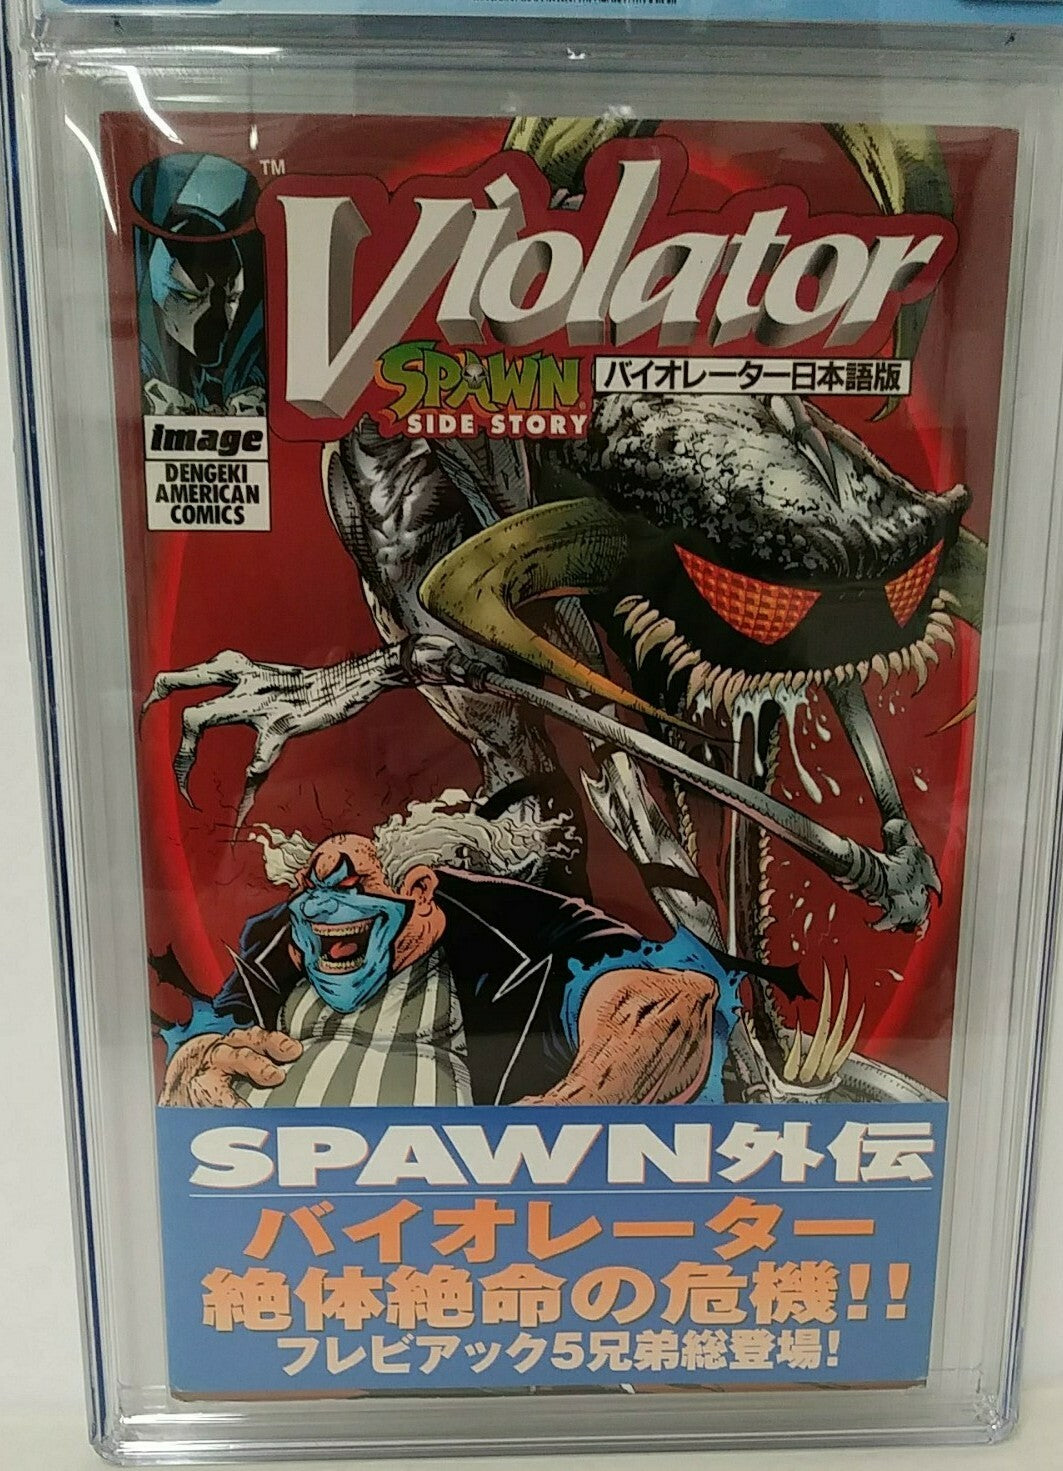 TM
Violator
SPAWN
SIDE STORY
バイオレーター日本語版
image
DENGEKI
AMERICAN
COMICS
SPAWN外伝
バイオレーター
絶体絶命の危機!!
フレビアック5兄弟総登場!